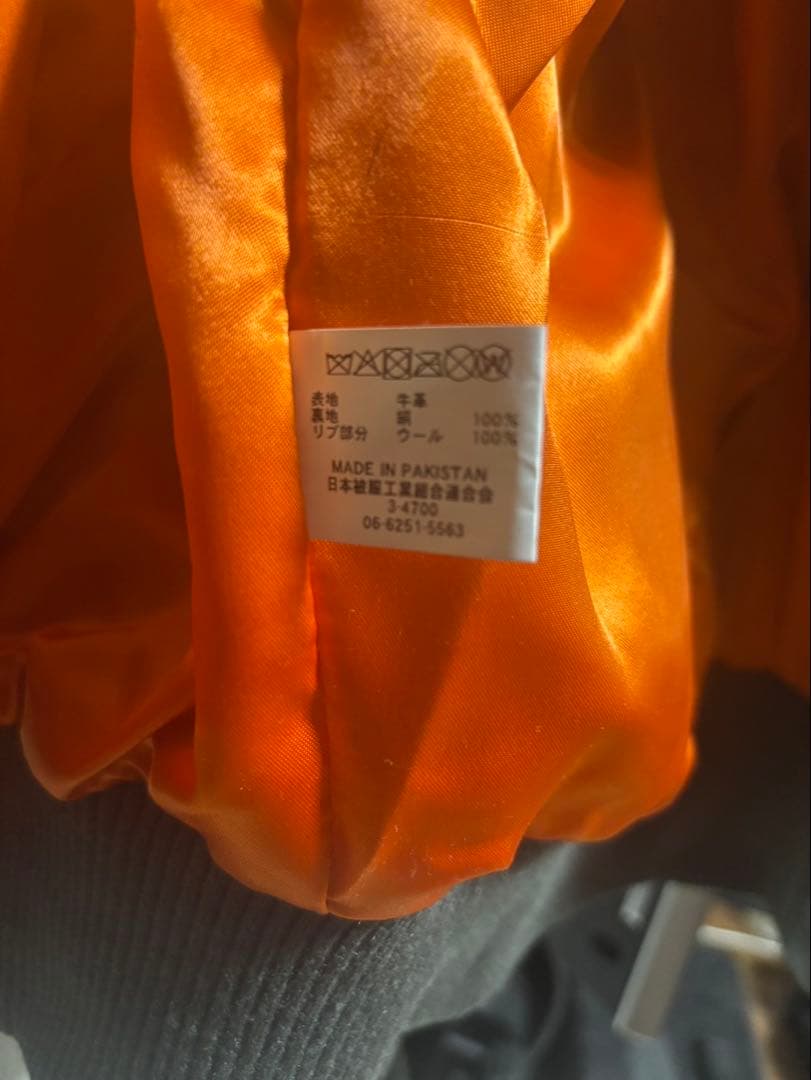 表地 牛革
裏地 綿 100%
リブ部分 ウール 100%
MADE IN PAKISTAN
日本被服工業組合連合会
3-4700
06-6251-5563